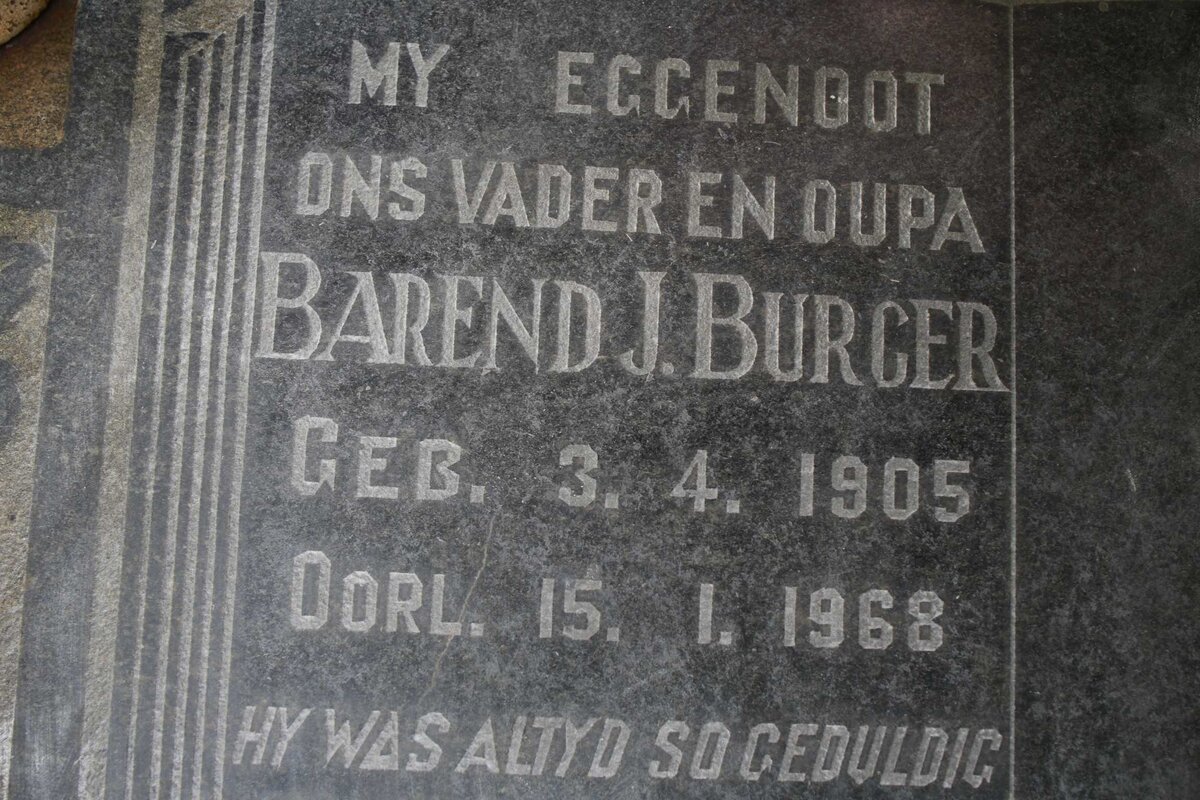 MY EGGENOOT
ONS VADER EN OUPA
BAREND J. BURGER
GEB. 3. 4. 1905
OORL. 15. 1. 1968
HY WAS ALTYD SO GEDULDIG